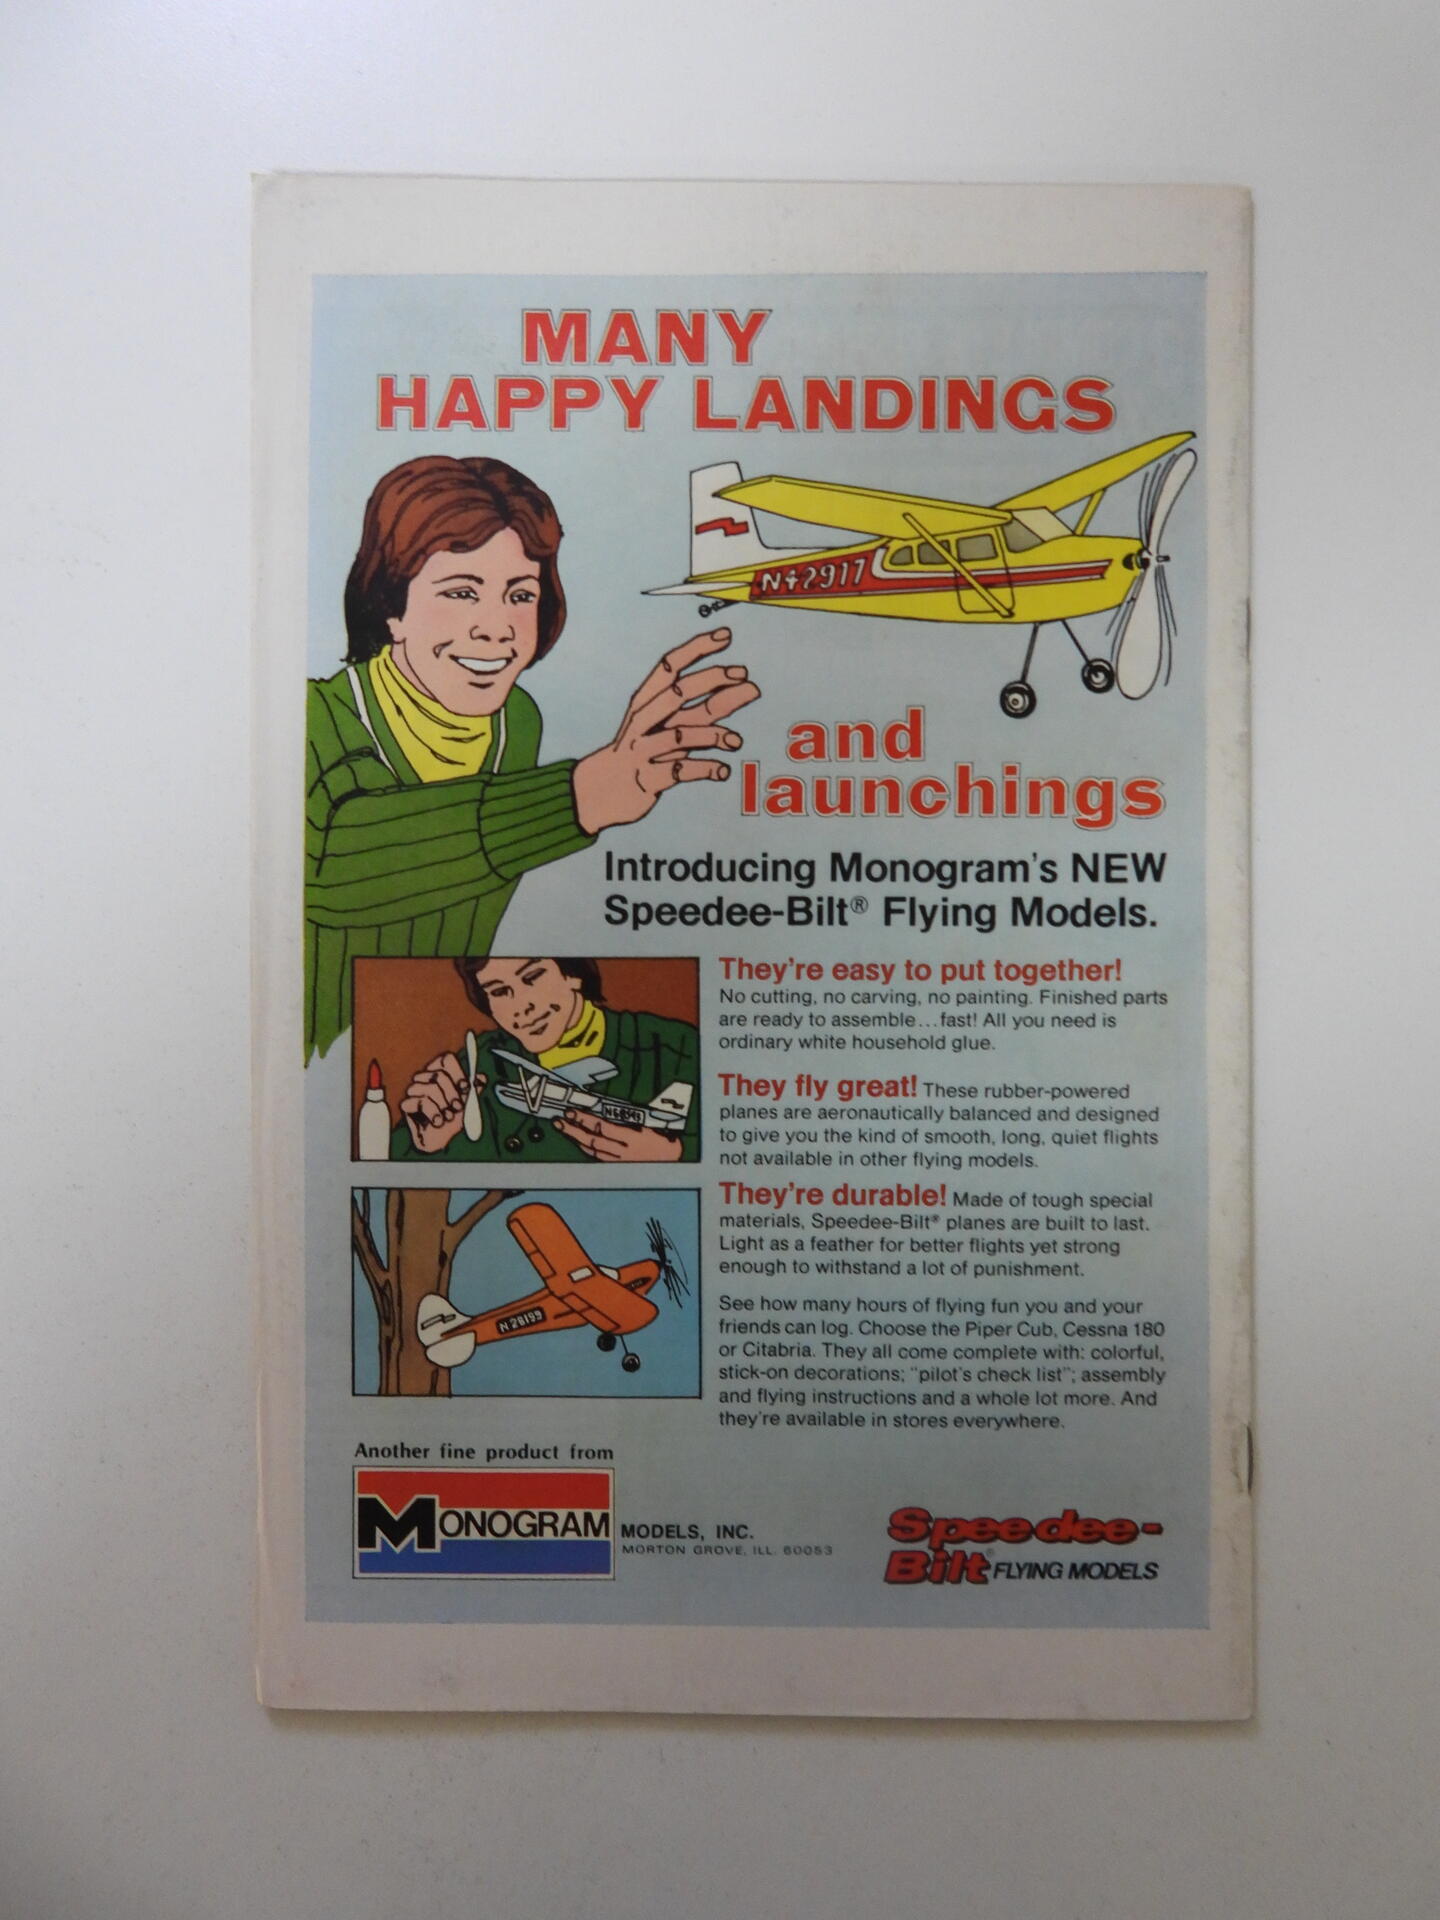 MANY
HAPPY LANDINGS
N42917
and
launchings
Introducing Monogram's NEW
Speedee-Bilt® Flying Models.
They're easy to put together!
No cutting, no carving, no painting. Finished parts
are ready to assemble...fast! All you need is
ordinary white household glue.
They fly great! These rubber-powered
planes are aeronautically balanced and designed
to give you the kind of smooth, long, quiet flights
not available in other flying models.
They're durable! Made of tough special
materials, Speedee-Bilt® planes are built to last.
Light as a feather for better flights yet strong
enough to withstand a lot of punishment.
N28199
See how many hours of flying fun you and your
friends can log. Choose the Piper Cub, Cessna 180
or Citabria. They all come complete with: colorful,
stick-on decorations; "pilot's check list"; assembly
and flying instructions and a whole lot more. And
they're available in stores everywhere.
Another fine product from
MONOGRAM MODELS, INC.
MORTON GROVE, ILL. 60053
Speedee-
Bilt® FLYING MODELS